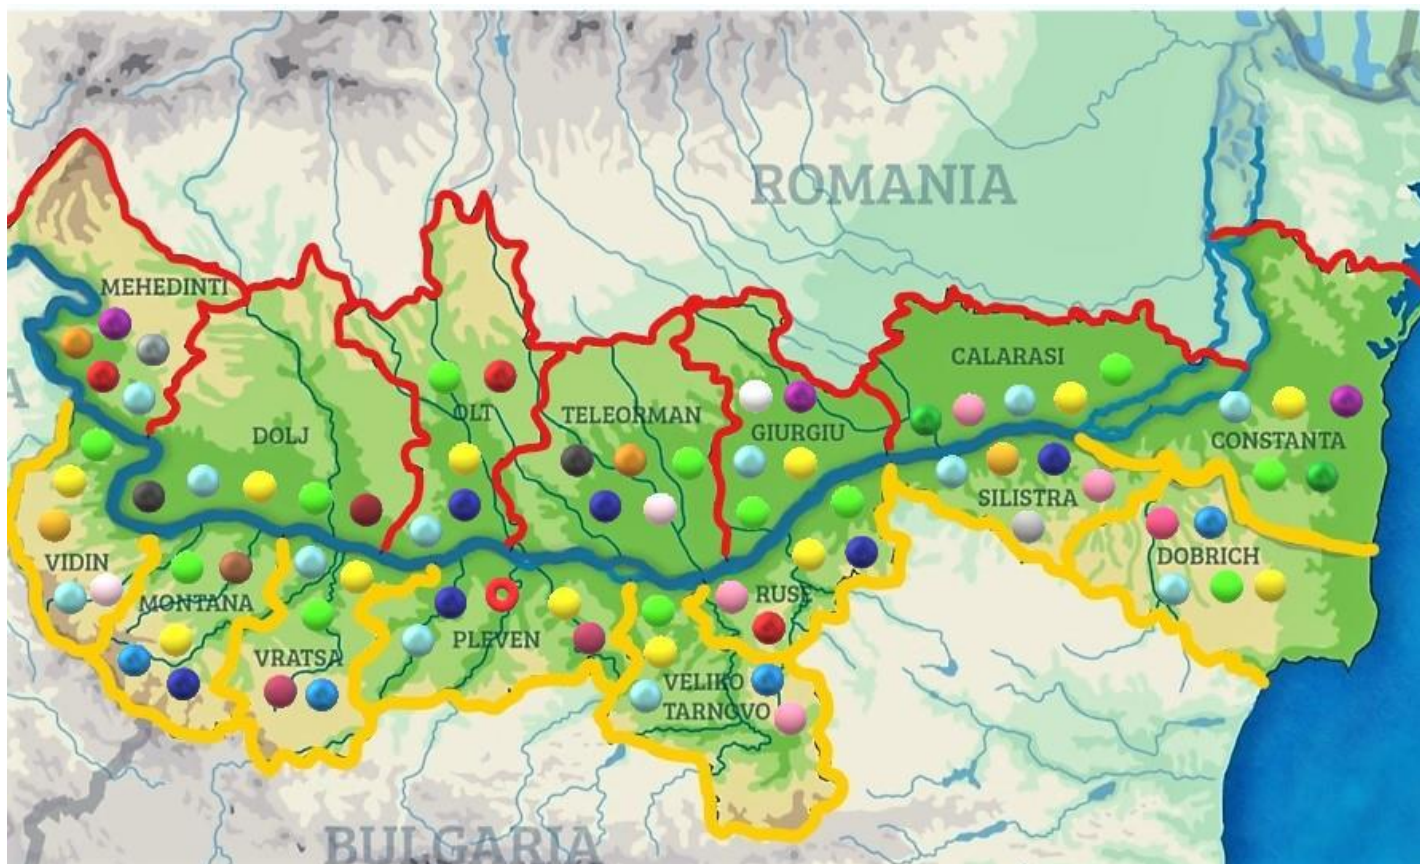 ROMANIA
MEHEDINTI
CALARASI
OLT
TELEORMAN
DOLJ
GIURGIU
CONSTANTA
SILISTRA
DOBRICH
VIDIN
MONTANA
RUSE
PLEVEN
VRATSA
VELIKO
TARNOVO
BULGARIA